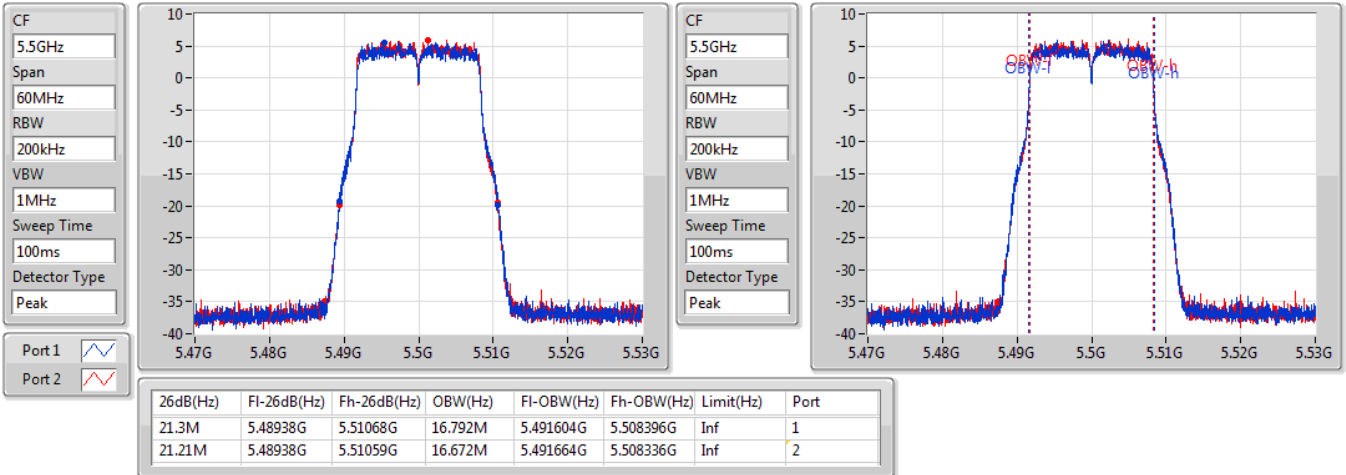 CF
5.5GHz
Span
60MHz
RBW
200kHz
VBW
1MHz
Sweep Time
100ms
Detector Type
Peak
10
5
0
-5
-10
-15
-20
-25
-30
-35
-40
5.47G 5.48G 5.49G 5.5G 5.51G 5.52G 5.53G
CF
5.5GHz
Span
60MHz
RBW
200kHz
VBW
1MHz
Sweep Time
100ms
Detector Type
Peak
10
5
0
-5
-10
-15
-20
-25
-30
-35
-40
OBW-l OBW-h
OBW-l OBW-h
5.47G 5.48G 5.49G 5.5G 5.51G 5.52G 5.53G
Port 1
Port 2
26dB(Hz) Fl-26dB(Hz) Fh-26dB(Hz) OBW(Hz) Fl-OBW(Hz) Fh-OBW(Hz) Limit(Hz) Port
21.3M 5.48938G 5.51068G 16.792M 5.491604G 5.508396G Inf 1
21.21M 5.48938G 5.51059G 16.672M 5.491664G 5.508336G Inf 2